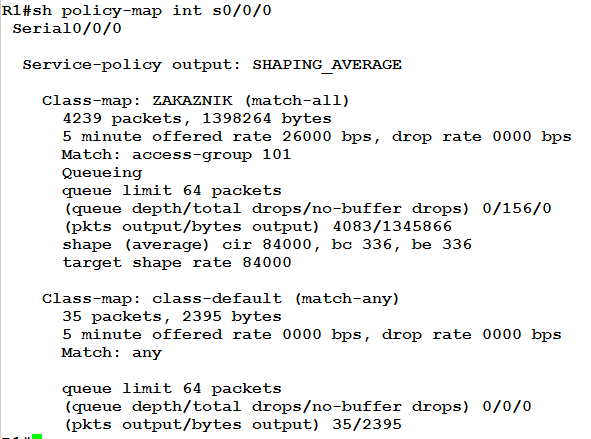 R1#sh policy-map int s0/0/0
Serial0/0/0
Service-policy output: SHAPING_AVERAGE
Class-map: ZAKAZNIK (match-all)
4239 packets, 1398264 bytes
5 minute offered rate 26000 bps, drop rate 0000 bps
Match: access-group 101
Queueing
queue limit 64 packets
(queue depth/total drops/no-buffer drops) 0/156/0
(pkts output/bytes output) 4083/1345866
shape (average) cir 84000, bc 336, be 336
target shape rate 84000
Class-map: class-default (match-any)
35 packets, 2395 bytes
5 minute offered rate 0000 bps, drop rate 0000 bps
Match: any
queue limit 64 packets
(queue depth/total drops/no-buffer drops) 0/0/0
(pkts output/bytes output) 35/2395